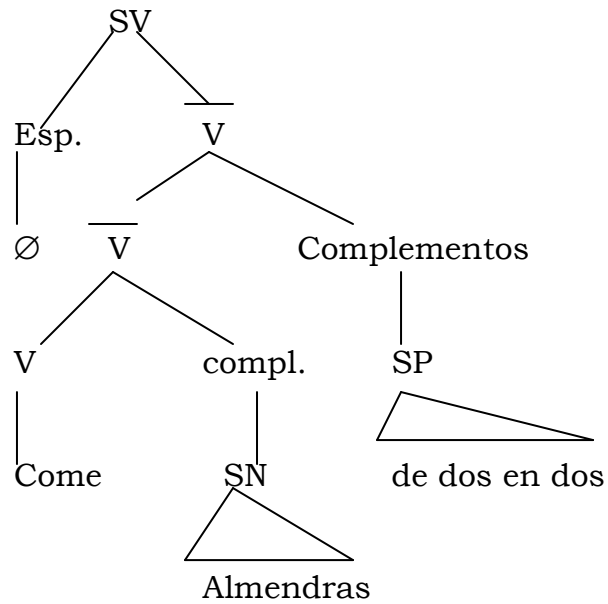 SV
Esp. V
∅ V Complementos
V compl. SP
Come SN de dos en dos
Almendras